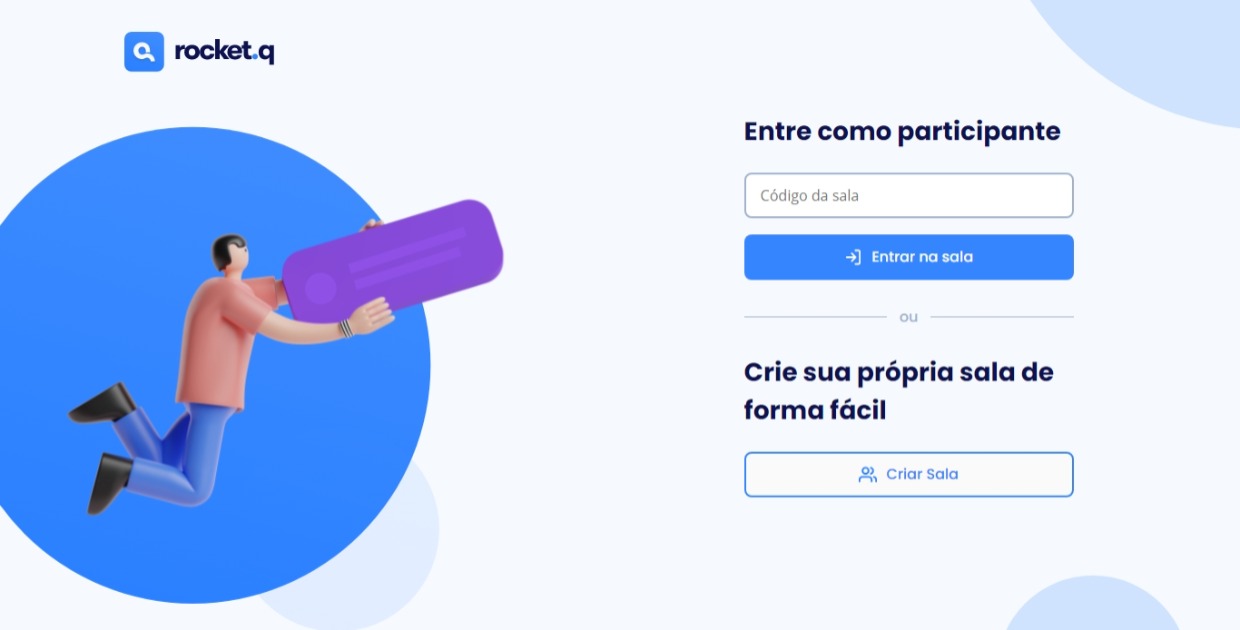 rocket.q
Entre como participante
Código da sala
Entrar na sala
ou
Crie sua própria sala de
forma fácil
Criar Sala